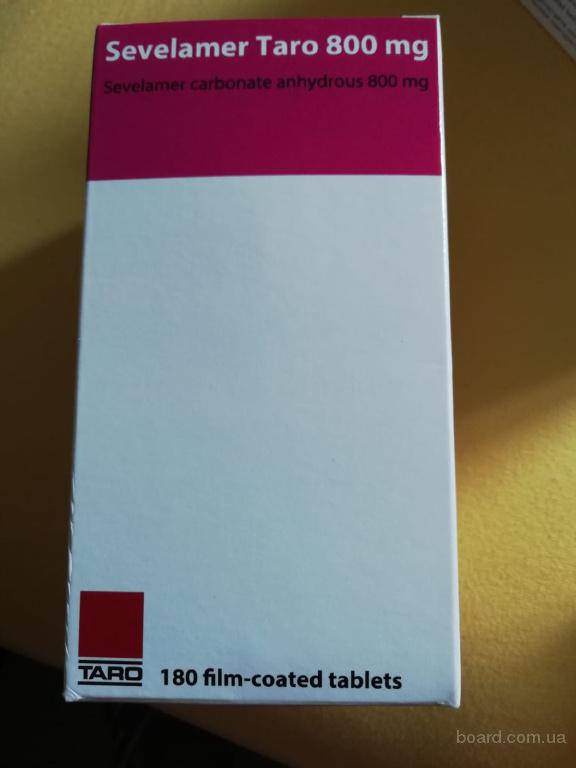 Sevelamer Taro 800 mg
Sevelamer carbonate anhydrous 800 mg
TARO
180 film-coated tablets
board.com.ua